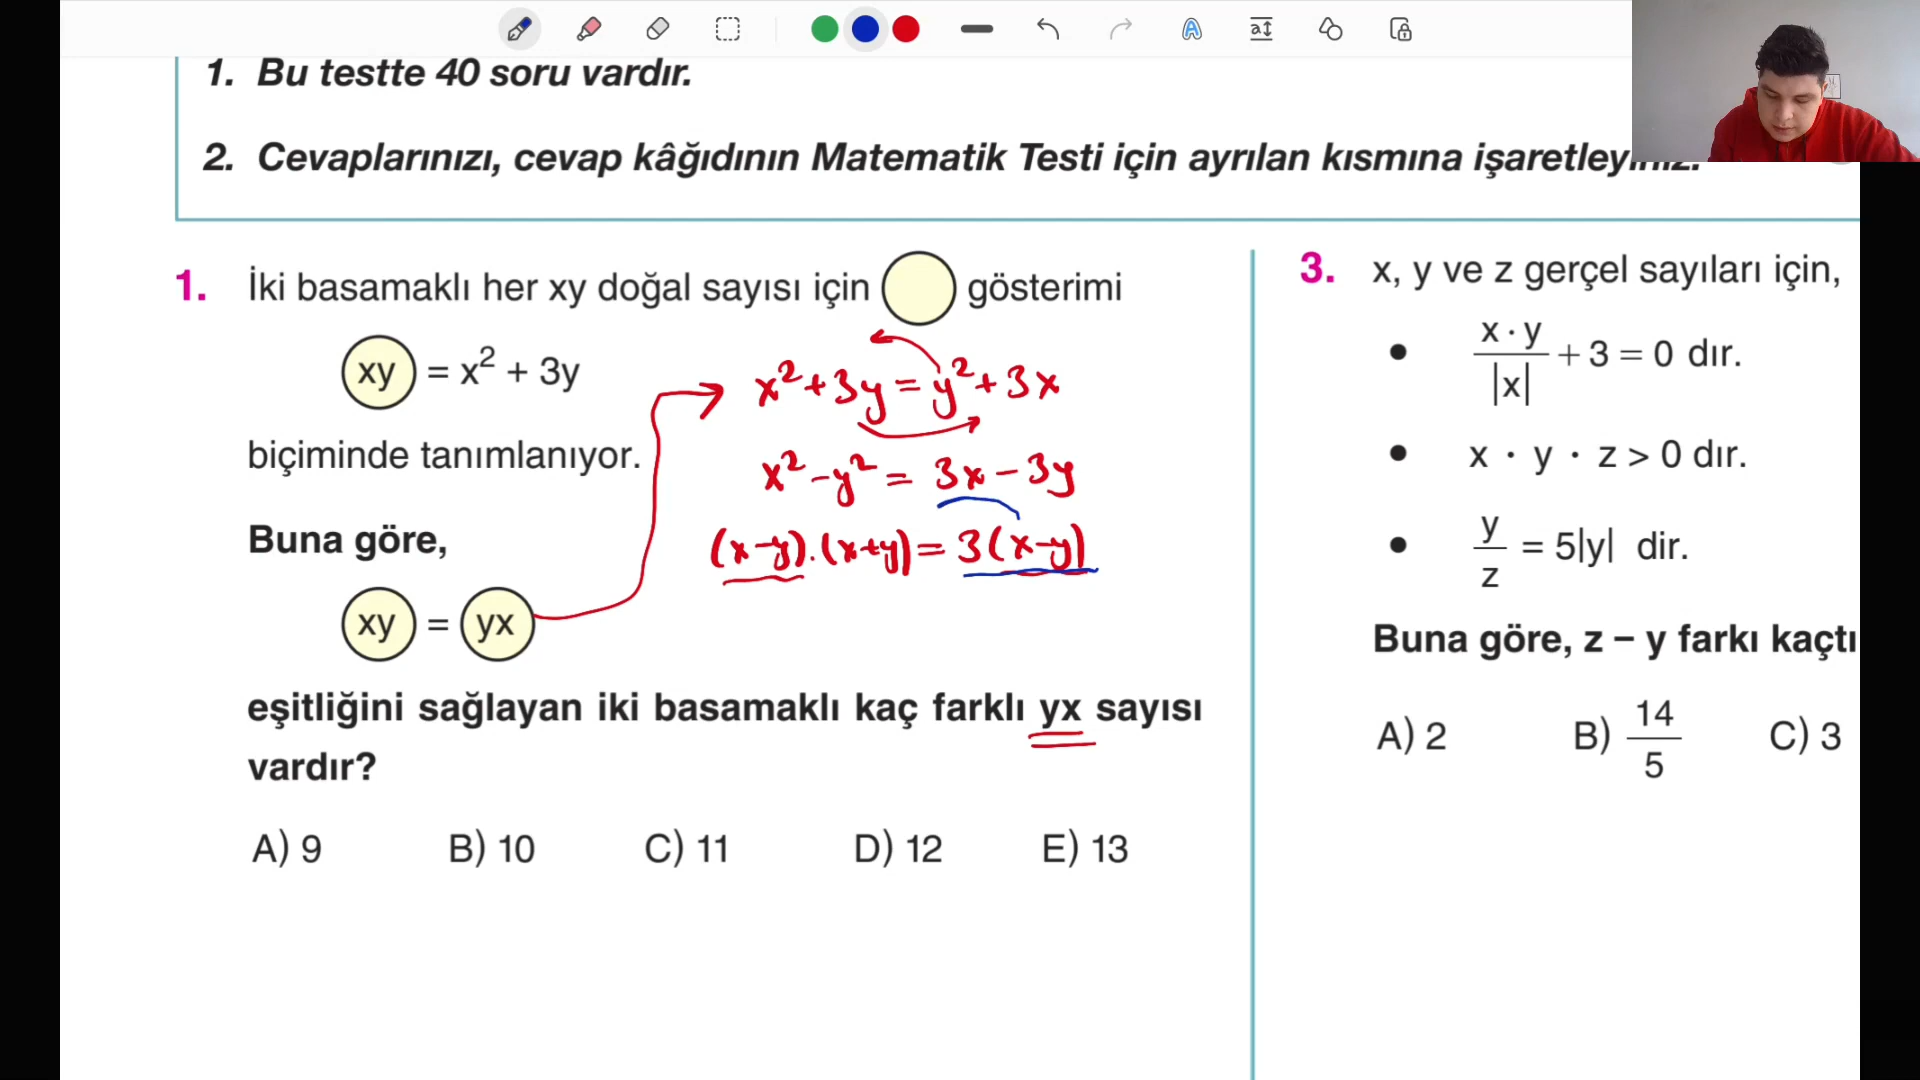 1. Bu testte 40 soru vardır.
2. Cevaplarınızı, cevap kâğıdının Matematik Testi için ayrılan kısmına işaretleyiniz.
1. İki basamaklı her xy doğal sayısı için gösterimi
xy = x² + 3y
biçiminde tanımlanıyor.
Buna göre,
xy = yx
eşitliğini sağlayan iki basamaklı kaç farklı yx sayısı
vardır?
A) 9 B) 10 C) 11 D) 12 E) 13
x²+3y=y²+3x
x²-y² = 3x-3y
(x-y).(x+y)=3(x-y)
3. x, y ve z gerçel sayıları için,
• x · y / |x| + 3 = 0 dır.
• x · y · z > 0 dır.
• y / z = 5|y| dir.
Buna göre, z – y farkı kaçtı
A) 2 B) 14/5 C) 3